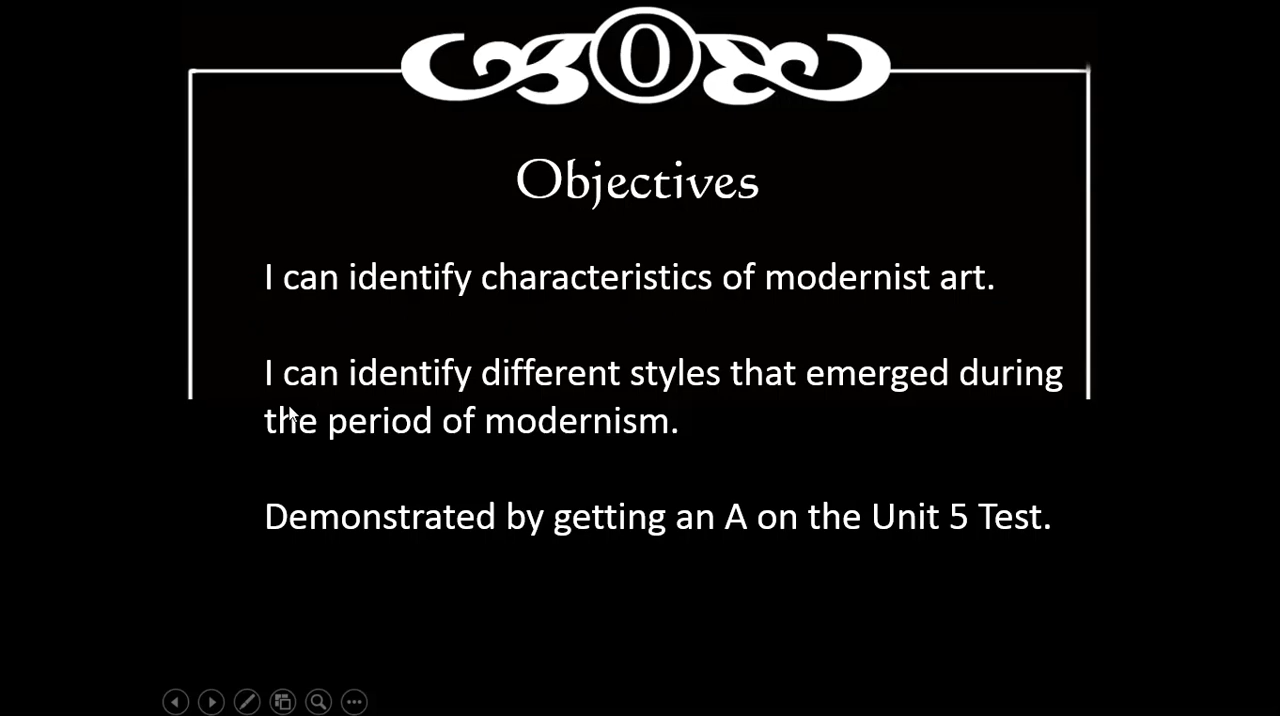 O
Objectives
I can identify characteristics of modernist art.
I can identify different styles that emerged during
the period of modernism.
Demonstrated by getting an A on the Unit 5 Test.